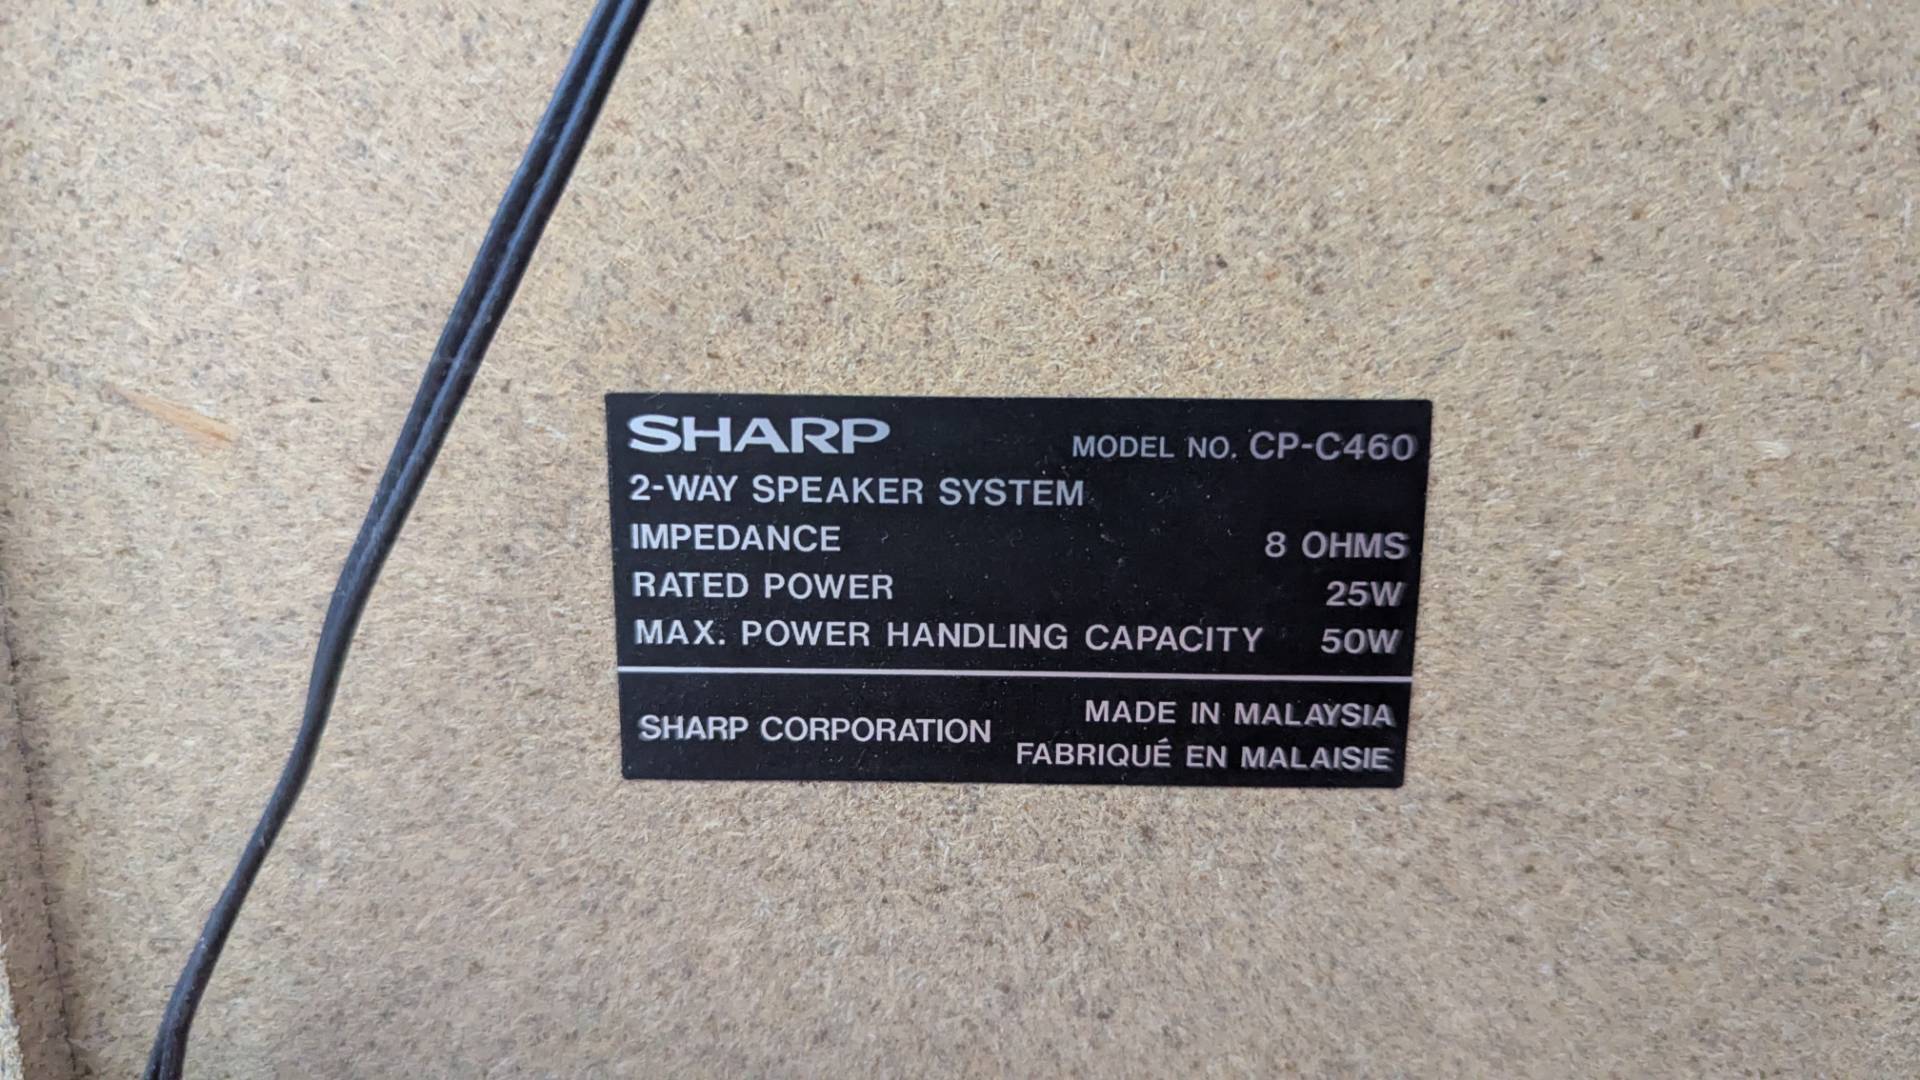 SHARP MODEL NO. CP-C460
2-WAY SPEAKER SYSTEM
IMPEDANCE 8 OHMS
RATED POWER 25W
MAX. POWER HANDLING CAPACITY 50W
SHARP CORPORATION
MADE IN MALAYSIA
FABRIQUÉ EN MALAISIE